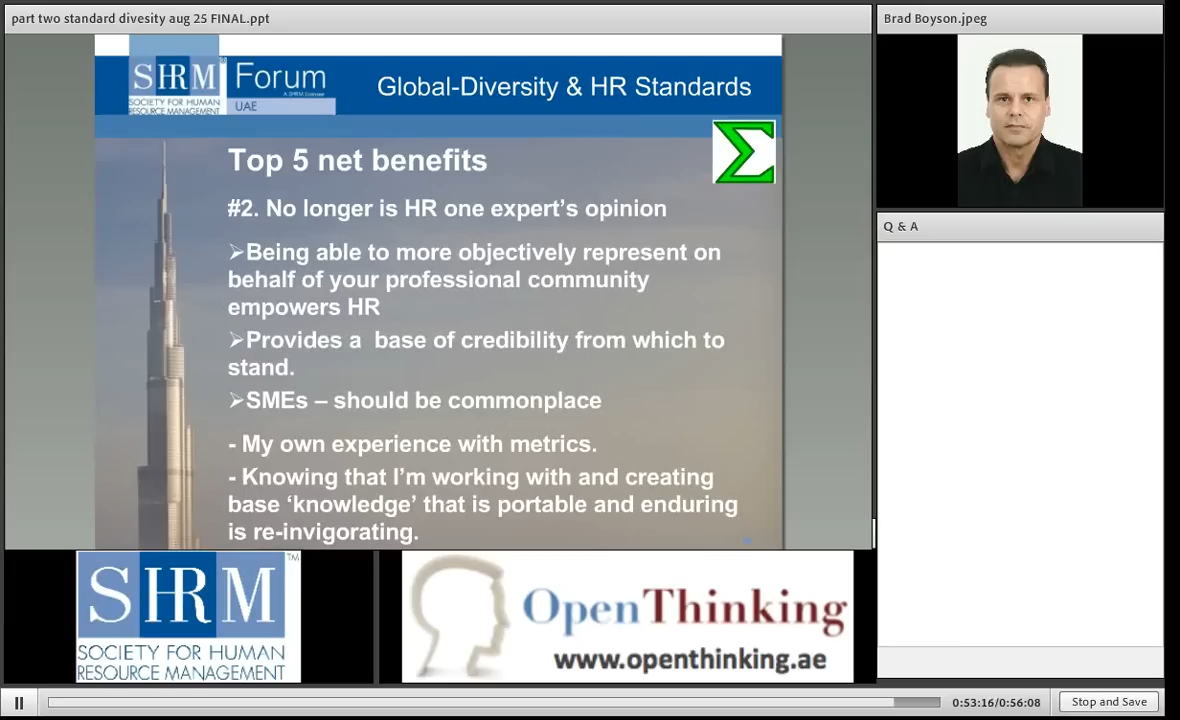 part two standard divesity aug 25 FINAL.ppt
Brad Boyson.jpeg
SHRM
SOCIETY FOR HUMAN
RESOURCE MANAGEMENT
Forum
UAE
Global-Diversity & HR Standards
Top 5 net benefits
#2. No longer is HR one expert's opinion
➢Being able to more objectively represent on
behalf of your professional community
empowers HR
➢Provides a  base of credibility from which to
stand.
➢SMEs – should be commonplace
- My own experience with metrics.
- Knowing that I'm working with and creating
base ‘knowledge’ that is portable and enduring
is re-invigorating.
Q & A
SHRM™
SOCIETY FOR HUMAN
RESOURCE MANAGEMENT
OpenThinking
www.openthinking.ae
0:53:16/0:56:08
Stop and Save